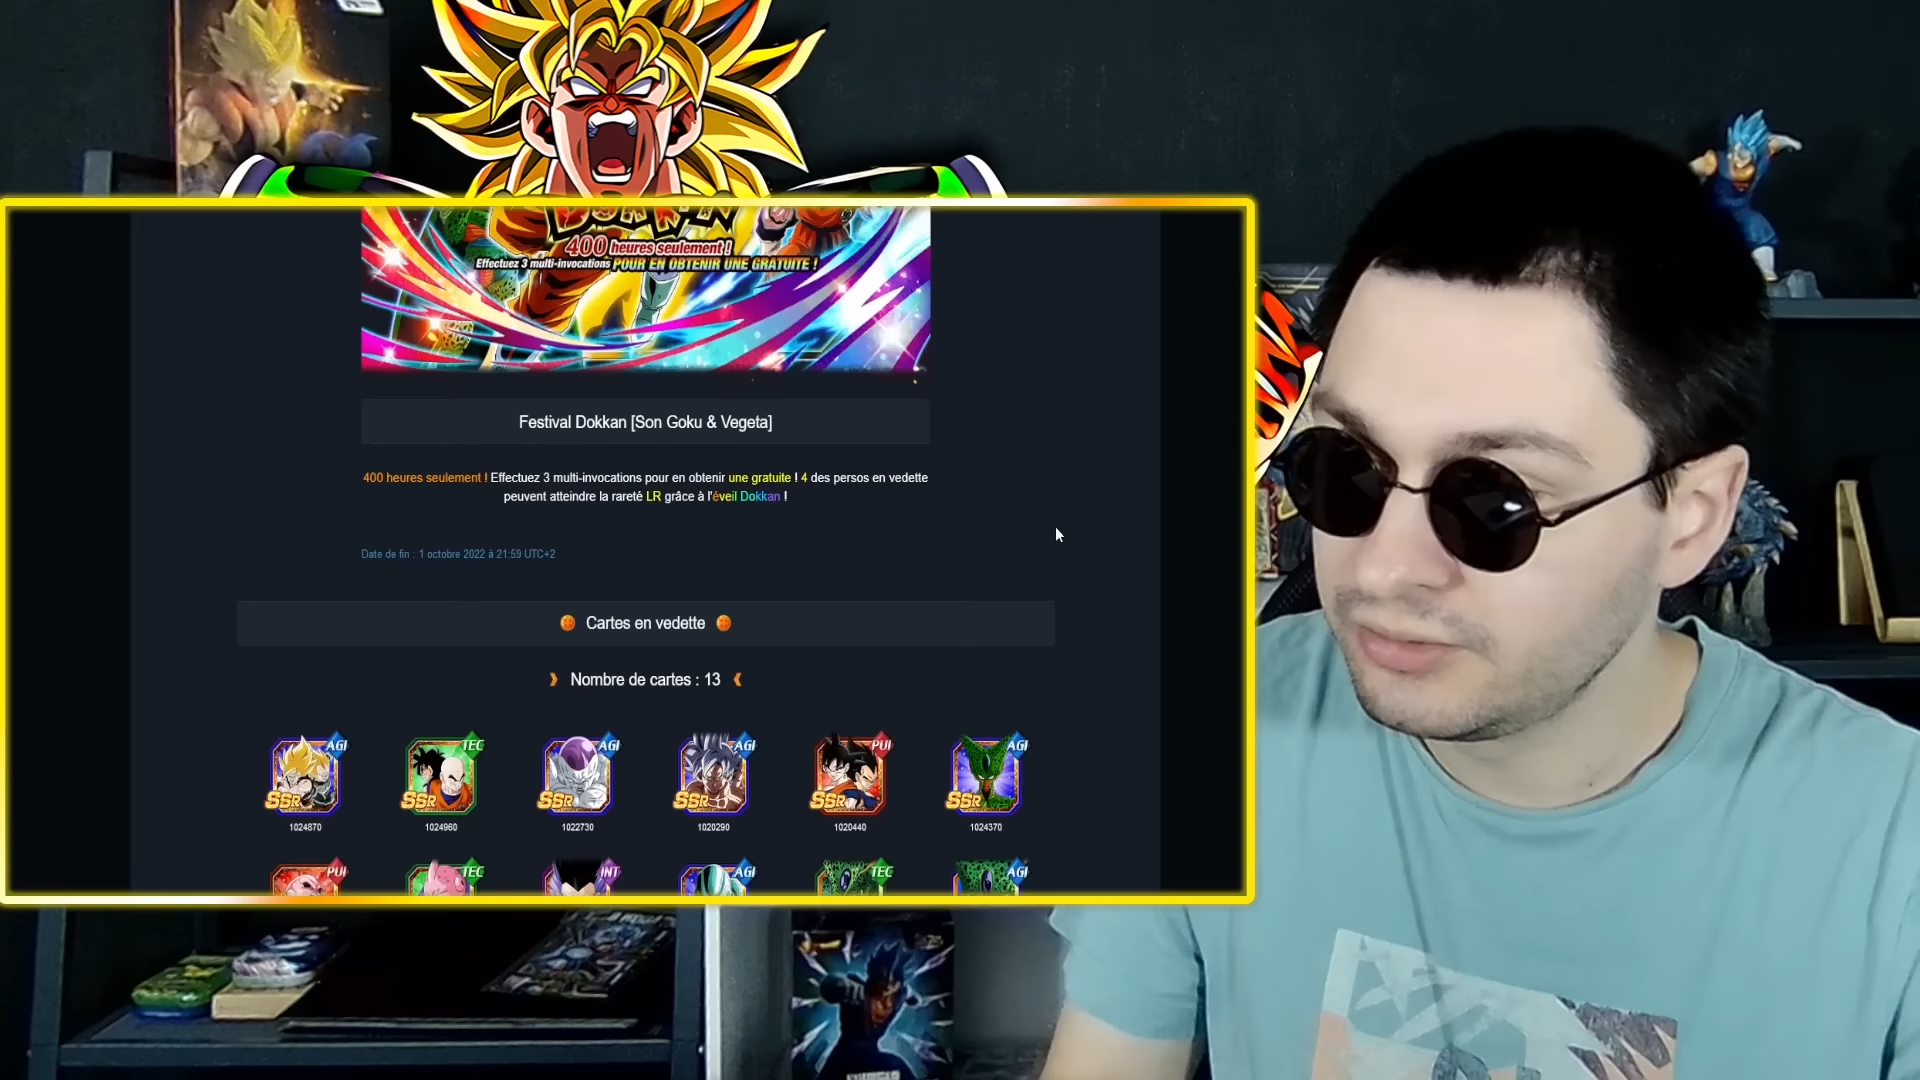 400 heures seulement !
Effectuez 3 multi-invocations POUR EN OBTENIR UNE GRATUITE !
Festival Dokkan [Son Goku & Vegeta]
400 heures seulement ! Effectuez 3 multi-invocations pour en obtenir une gratuite ! 4 des persos en vedette
peuvent atteindre la rareté LR grâce à l'éveil Dokkan !
Date de fin : 1 octobre 2022 à 21:59 UTC+2
Cartes en vedette
Nombre de cartes : 13
AGI TEC AGI AGI PUI AGI
SSR SSR SSR SSR SSR SSR
1024870 1024960 1022730 1020290 1020440 1024370
PUI TEC INT AGI TEC AGI